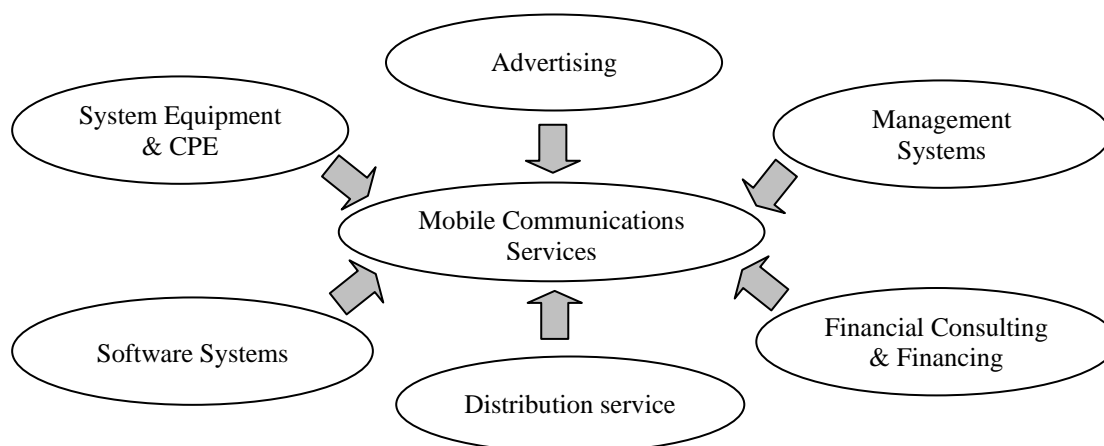 Advertising
System Equipment
& CPE
Management
Systems
Mobile Communications
Services
Software Systems
Financial Consulting
& Financing
Distribution service